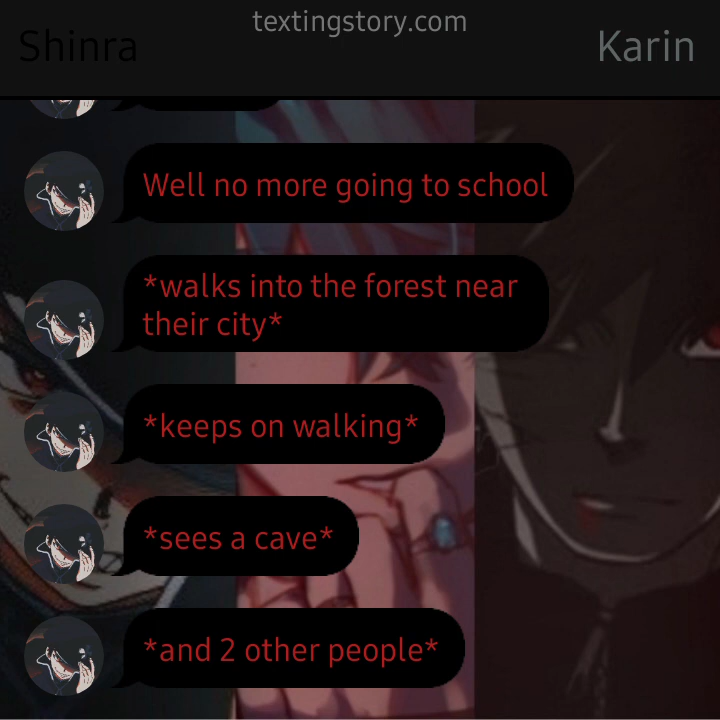 textingstory.com
Shinra
Karin
Well no more going to school
*walks into the forest near
their city*
*keeps on walking*
*sees a cave*
*and 2 other people*